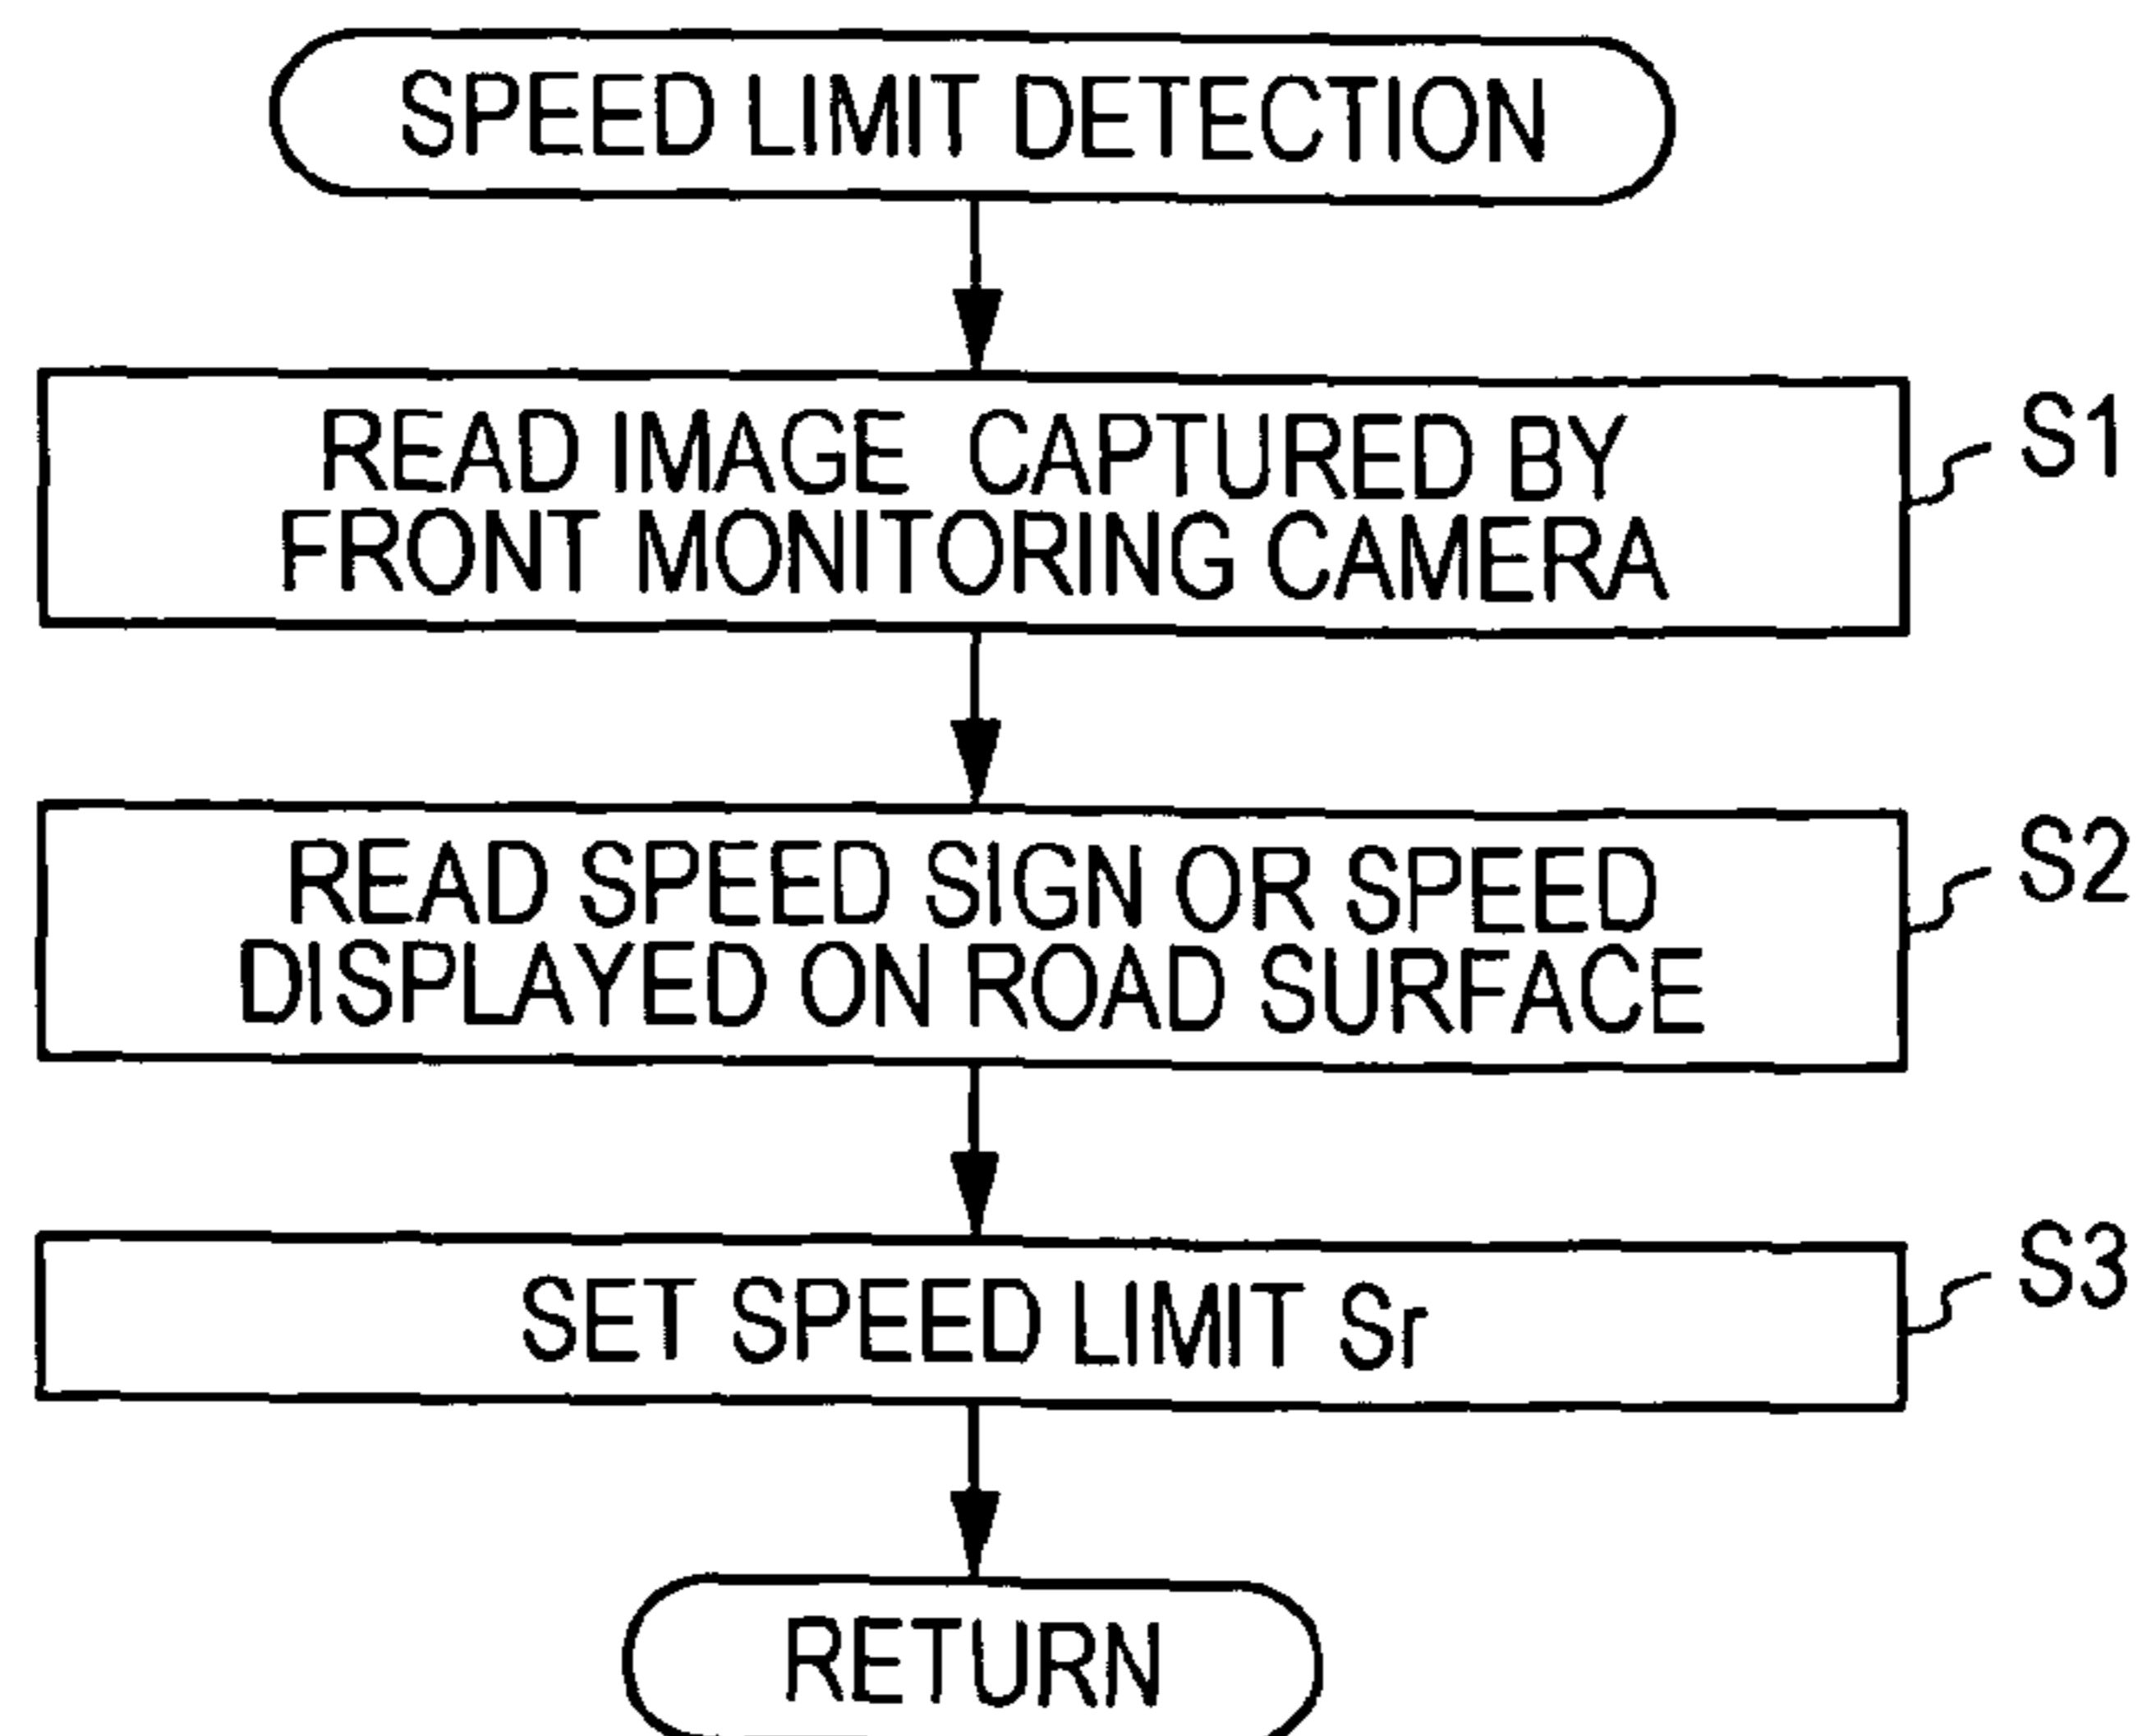 SPEED LIMIT DETECTION
READ IMAGE CAPTURED BY
FRONT MONITORING CAMERA
S1
READ SPEED SIGN OR SPEED
DISPLAYED ON ROAD SURFACE
S2
SET SPEED LIMIT Sr
S3
RETURN